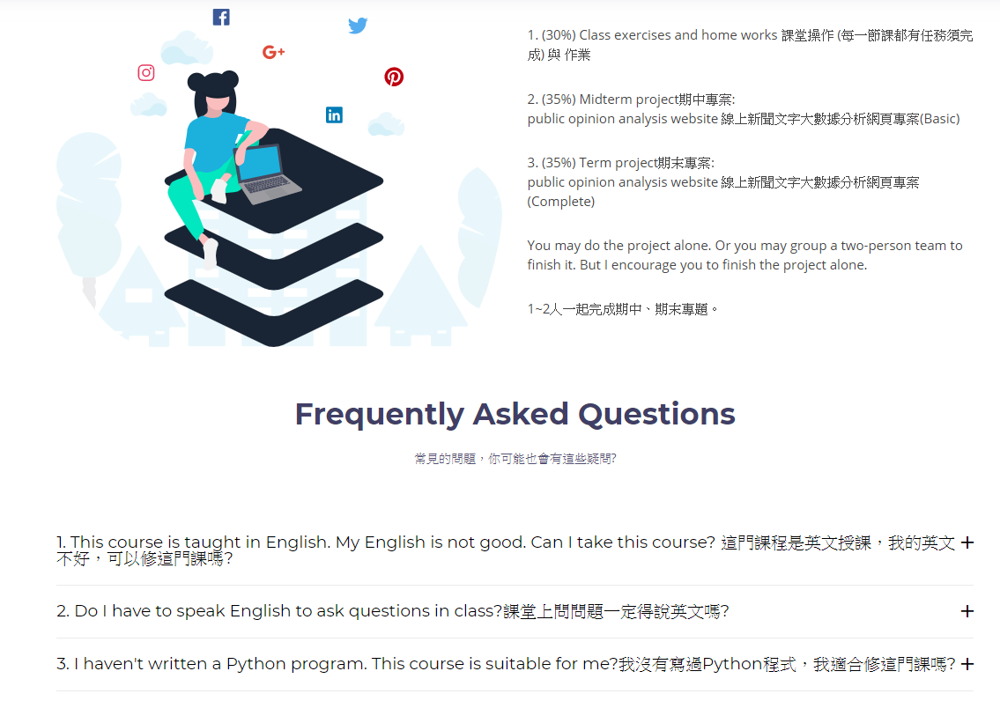 1. (30%) Class exercises and home works 課堂操作 (每一節課都有任務須完
成) 與 作業
2. (35%) Midterm project期中專案:
public opinion analysis website 線上新聞文字大數據分析網頁專案(Basic)
3. (35%) Term project期末專案:
public opinion analysis website 線上新聞文字大數據分析網頁專案
(Complete)
You may do the project alone. Or you may group a two-person team to
finish it. But I encourage you to finish the project alone.
1~2人一起完成期中、期末專題。
Frequently Asked Questions
常見的問題，你可能也會有這些疑問?
1. This course is taught in English. My English is not good. Can I take this course? 這門課程是英文授課，我的英文
不好，可以修這門課嗎?
2. Do I have to speak English to ask questions in class?課堂上問問題一定得說英文嗎?
3. I haven't written a Python program. This course is suitable for me?我沒有寫過Python程式，我適合修這門課嗎?